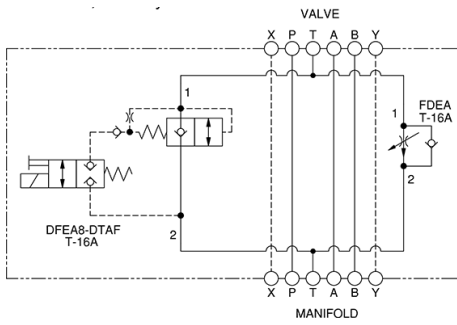 VALVE
X P T A B Y
1
1
FDEA
T-16A
2
DFEA8-DTAF
T-16A
2
X P T A B Y
MANIFOLD